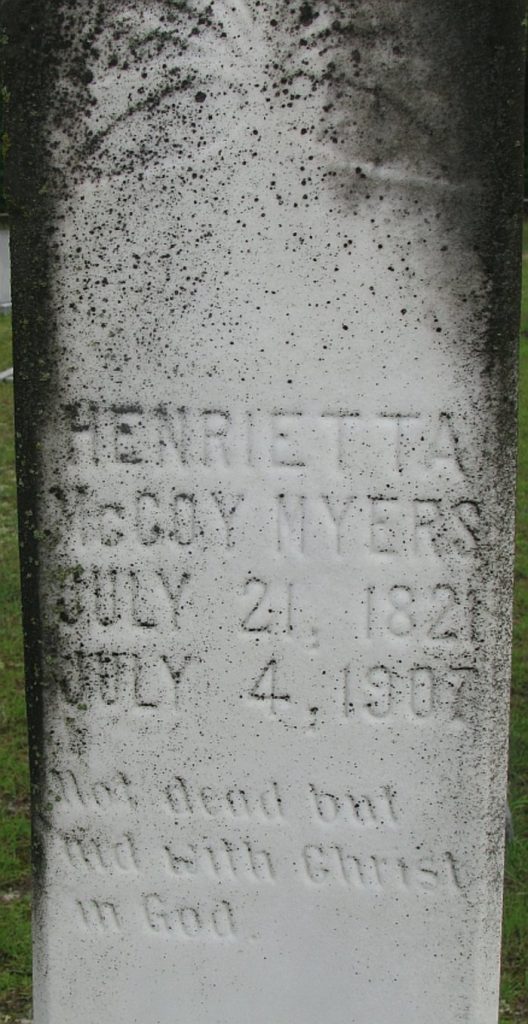 HENRIETTA
McCOY MYERS
JULY 21, 1821
JULY 4, 1907
Not dead but
hid with Christ
in God.